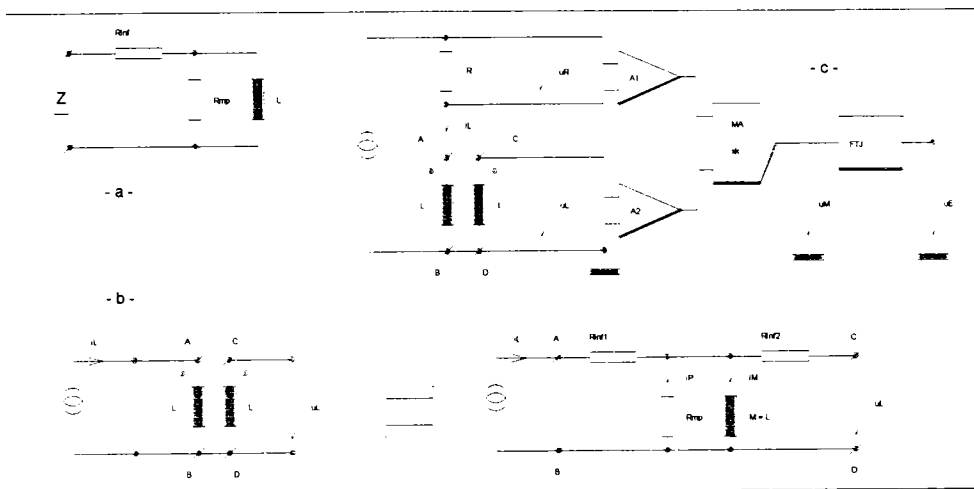 Rinf
Z
Rmp
L
- a -
R
uR
A1
- c -
iL
A
C
MA
k
FTJ
L
L
uL
A2
uM
uE
B
D
- b -
iL
A
C
L
L
uL
B
D
iL
A
Rinf1
Rinf2
C
iP
iM
Rmp
M = L
uL
B
D